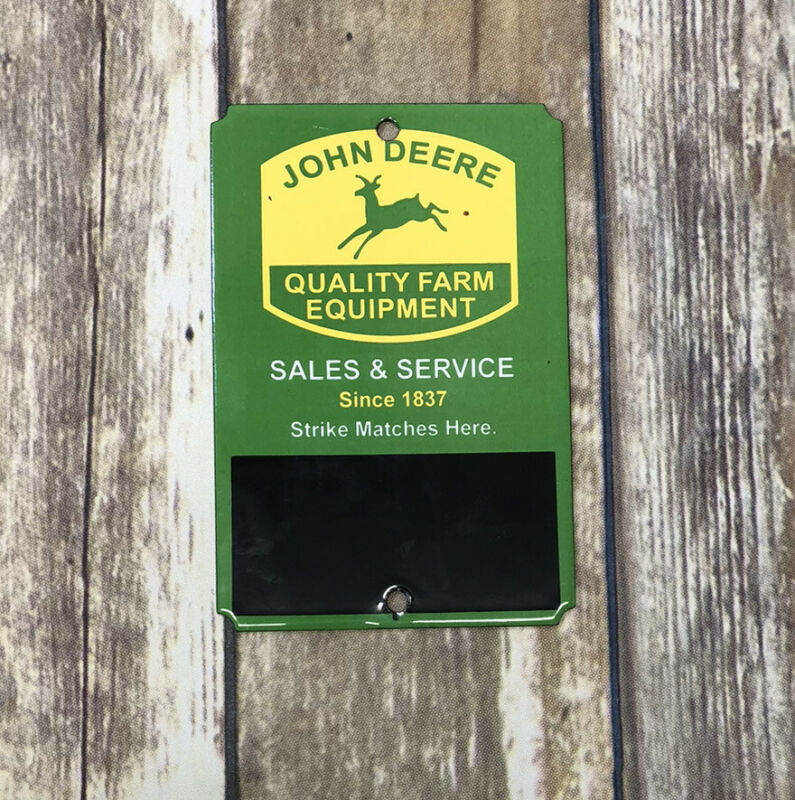 JOHN DEERE
QUALITY FARM
EQUIPMENT
SALES & SERVICE
Since 1837
Strike Matches Here.